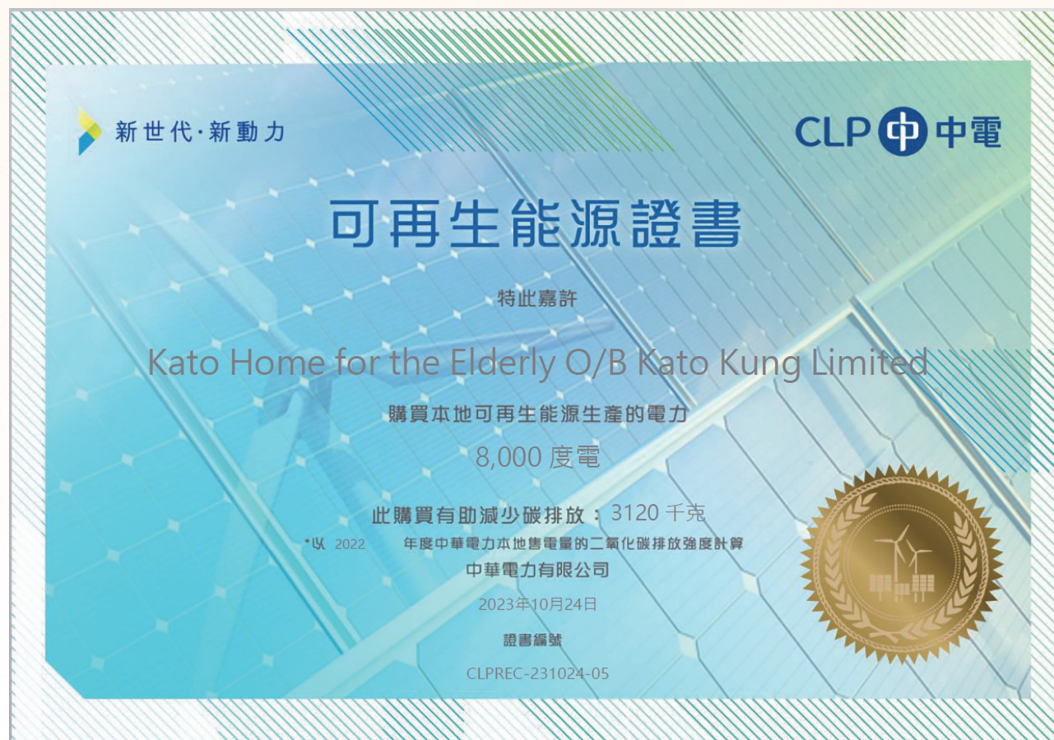 新世代·新動力
CLP 中 中電
可再生能源證書
特此嘉許
Kato Home for the Elderly O/B Kato Kung Limited
購買本地可再生能源生產的電力
8,000 度電
此購買有助減少碳排放：3120 千克
*以 2022 年度中華電力本地售電量的二氧化碳排放強度計算
中華電力有限公司
2023年10月24日
證書編號
CLPREC-231024-05